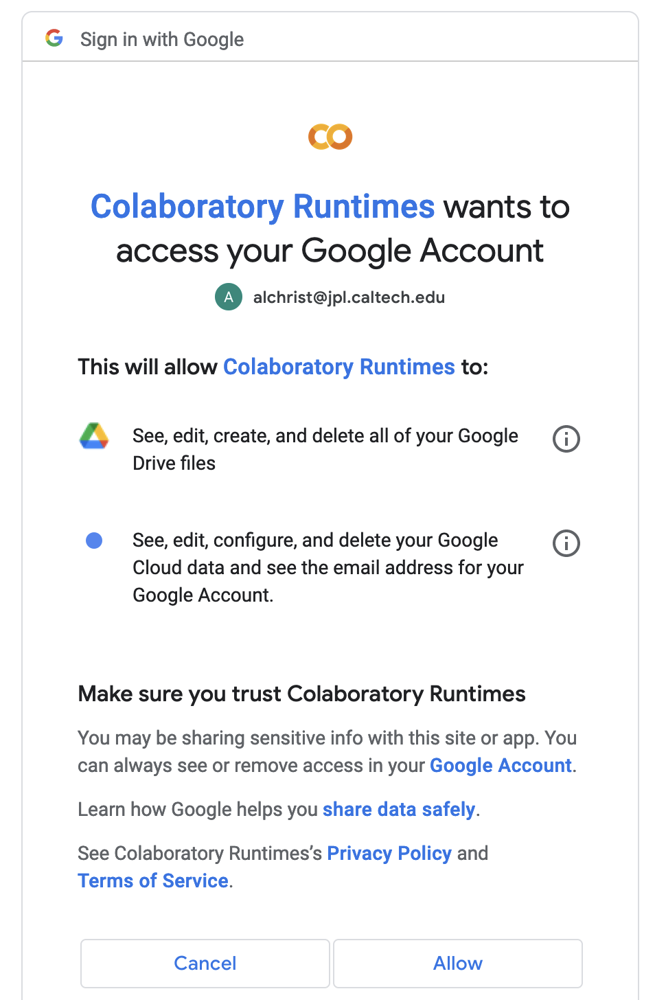 Sign in with Google
Colaboratory Runtimes wants to
access your Google Account
A alchrist@jpl.caltech.edu
This will allow Colaboratory Runtimes to:
See, edit, create, and delete all of your Google
Drive files
See, edit, configure, and delete your Google
Cloud data and see the email address for your
Google Account.
Make sure you trust Colaboratory Runtimes
You may be sharing sensitive info with this site or app. You
can always see or remove access in your Google Account.
Learn how Google helps you share data safely.
See Colaboratory Runtimes’s Privacy Policy and
Terms of Service.
Cancel Allow